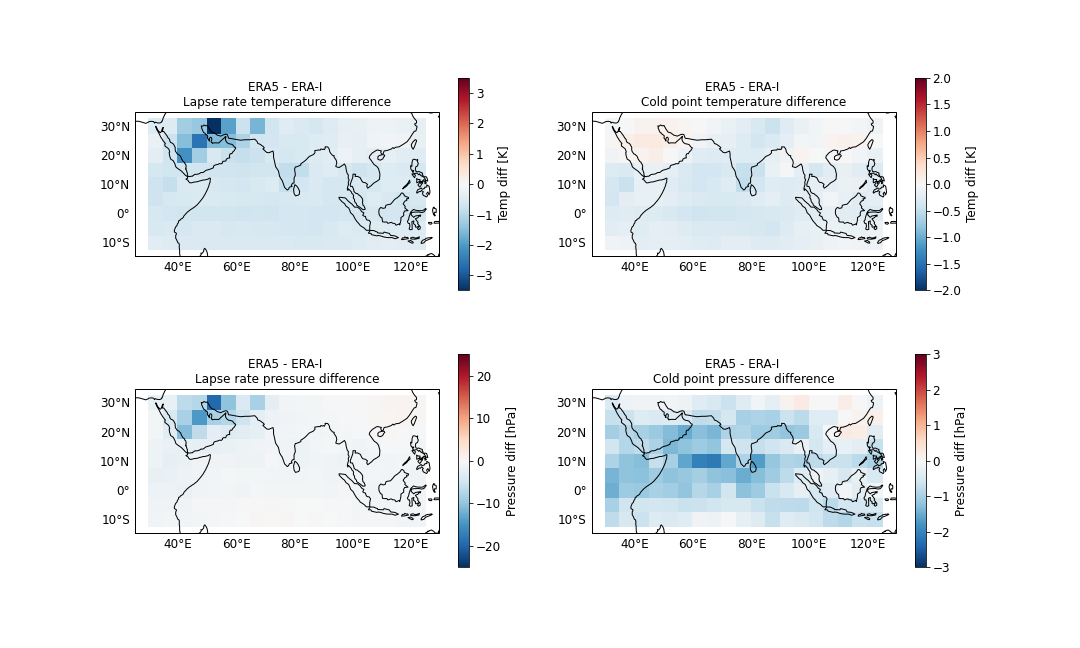 ERA5 - ERA-I
Lapse rate temperature difference
30°N
20°N
10°N
0°
10°S
40°E 60°E 80°E 100°E 120°E
3
2
1
0
−1
−2
−3
Temp diff [K]
ERA5 - ERA-I
Cold point temperature difference
30°N
20°N
10°N
0°
10°S
40°E 60°E 80°E 100°E 120°E
2.0
1.5
1.0
0.5
0.0
−0.5
−1.0
−1.5
−2.0
Temp diff [K]
ERA5 - ERA-I
Lapse rate pressure difference
30°N
20°N
10°N
0°
10°S
40°E 60°E 80°E 100°E 120°E
20
10
0
−10
−20
Pressure diff [hPa]
ERA5 - ERA-I
Cold point pressure difference
30°N
20°N
10°N
0°
10°S
40°E 60°E 80°E 100°E 120°E
3
2
1
0
−1
−2
−3
Pressure diff [hPa]